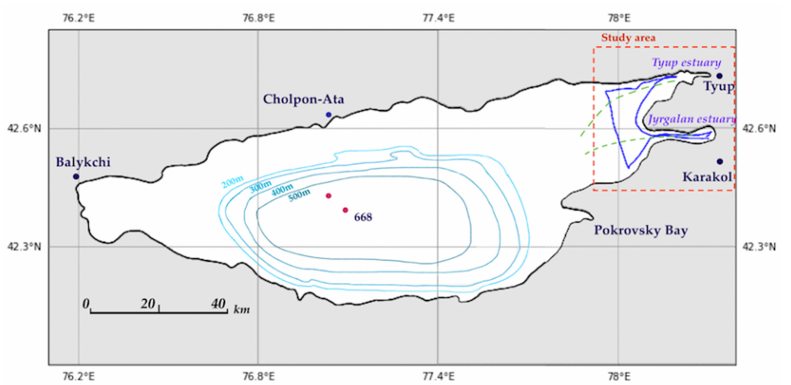 76.2°E 76.8°E 77.4°E 78°E
Study area
Tyup estuary
Tyup
Cholpon-Ata
Jyrgalan estuary
42.6°N 42.6°N
Balykchi
Karakol
200m
300m
400m
500m
668
Pokrovsky Bay
42.3°N 42.3°N
0 20 40 km
76.2°E 76.8°E 77.4°E 78°E